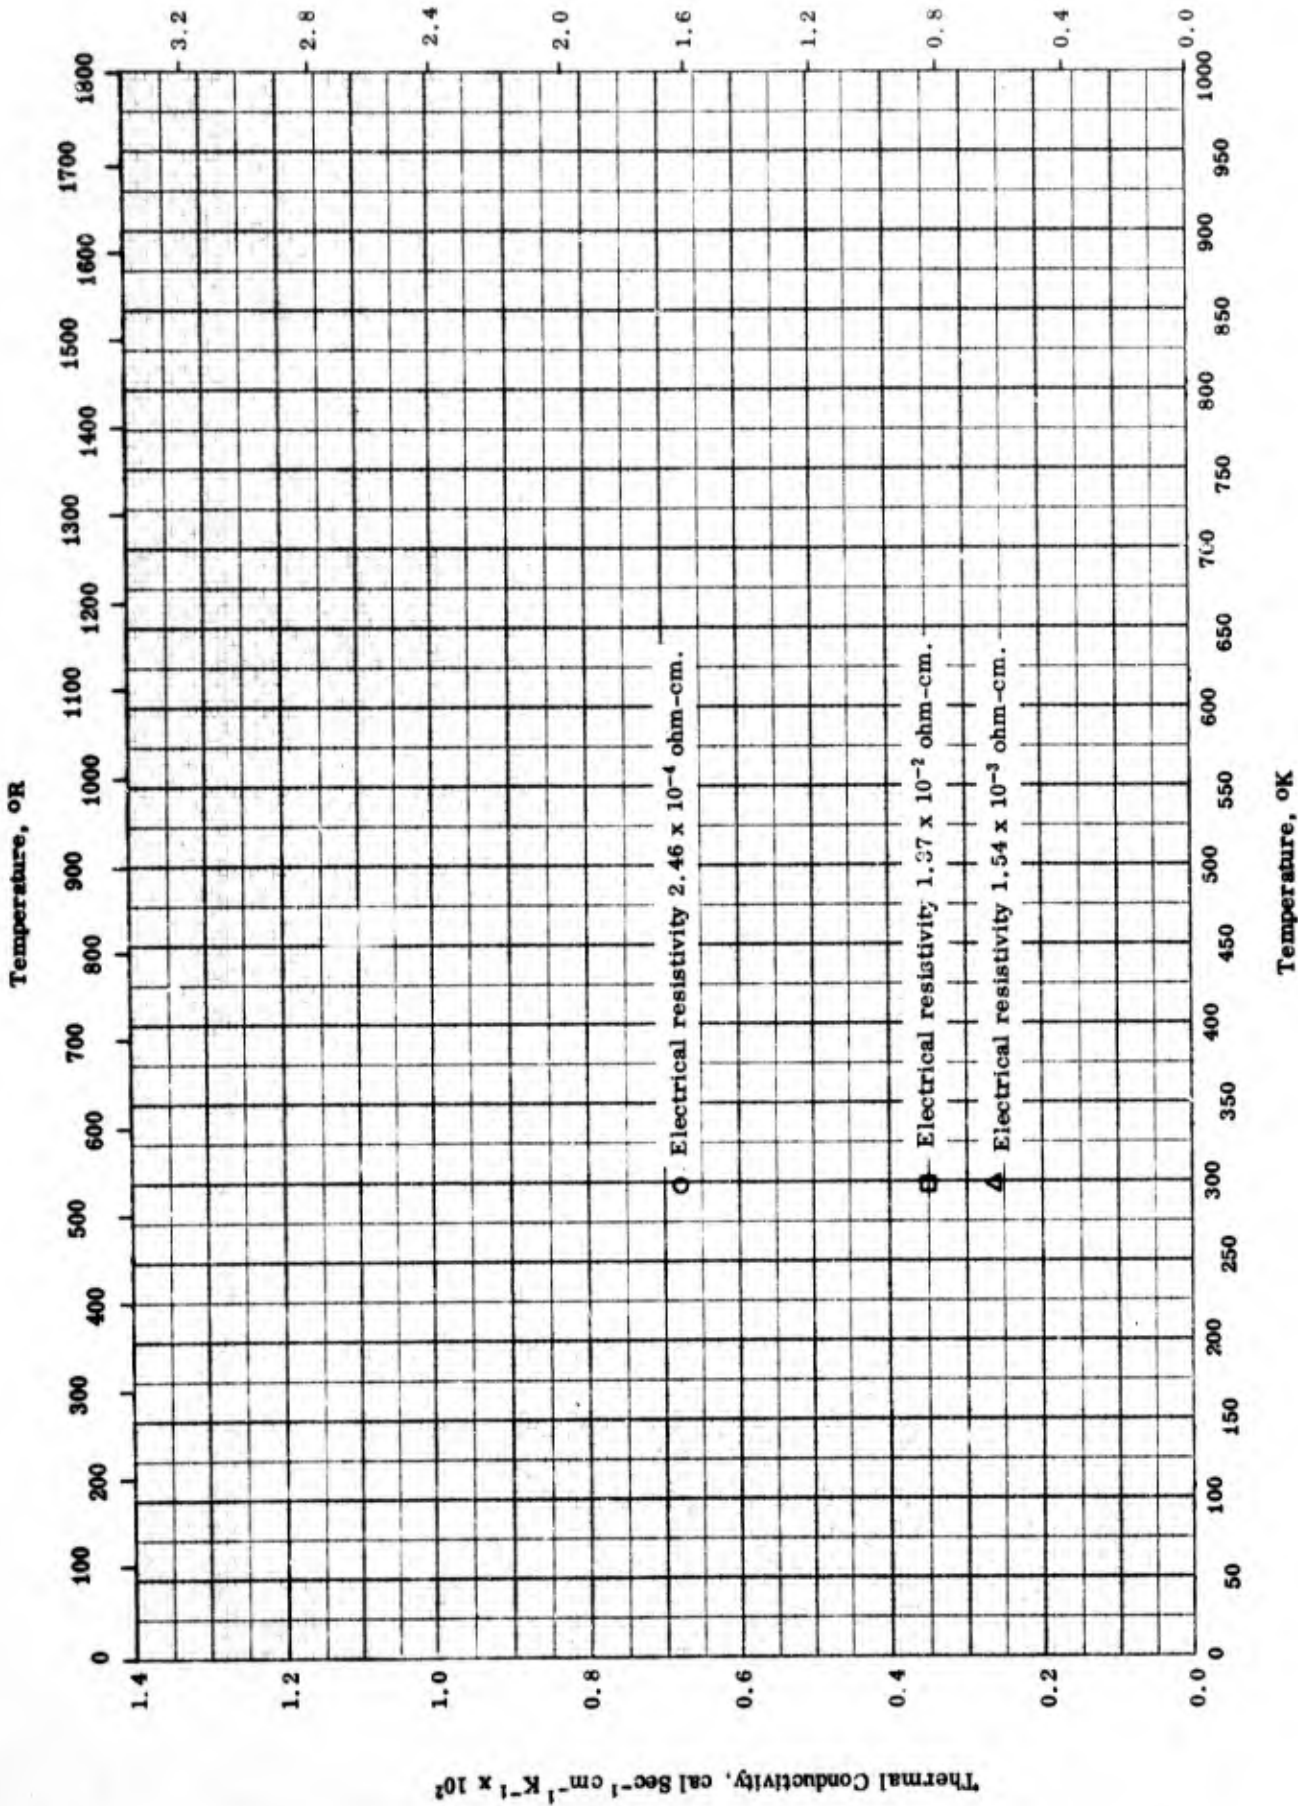 Temperature, °R
0 100 200 300 400 500 600 700 800 900 1000 1100 1200 1300 1400 1500 1600 1700 1800
Thermal Conductivity, cal Sec⁻¹ cm⁻¹ K⁻¹ x 10²
1.4
1.2
1.0
0.8
0.6
0.4
0.2
0.0
3.2
2.8
2.4
2.0
1.6
1.2
0.8
0.4
0.0
Electrical resistivity 2.46 x 10⁻⁴ ohm-cm.
Electrical resistivity 1.37 x 10⁻² ohm-cm.
Electrical resistivity 1.54 x 10⁻³ ohm-cm.
0 50 100 150 200 250 300 350 400 450 500 550 600 650 700 750 800 850 900 950 1000
Temperature, °K